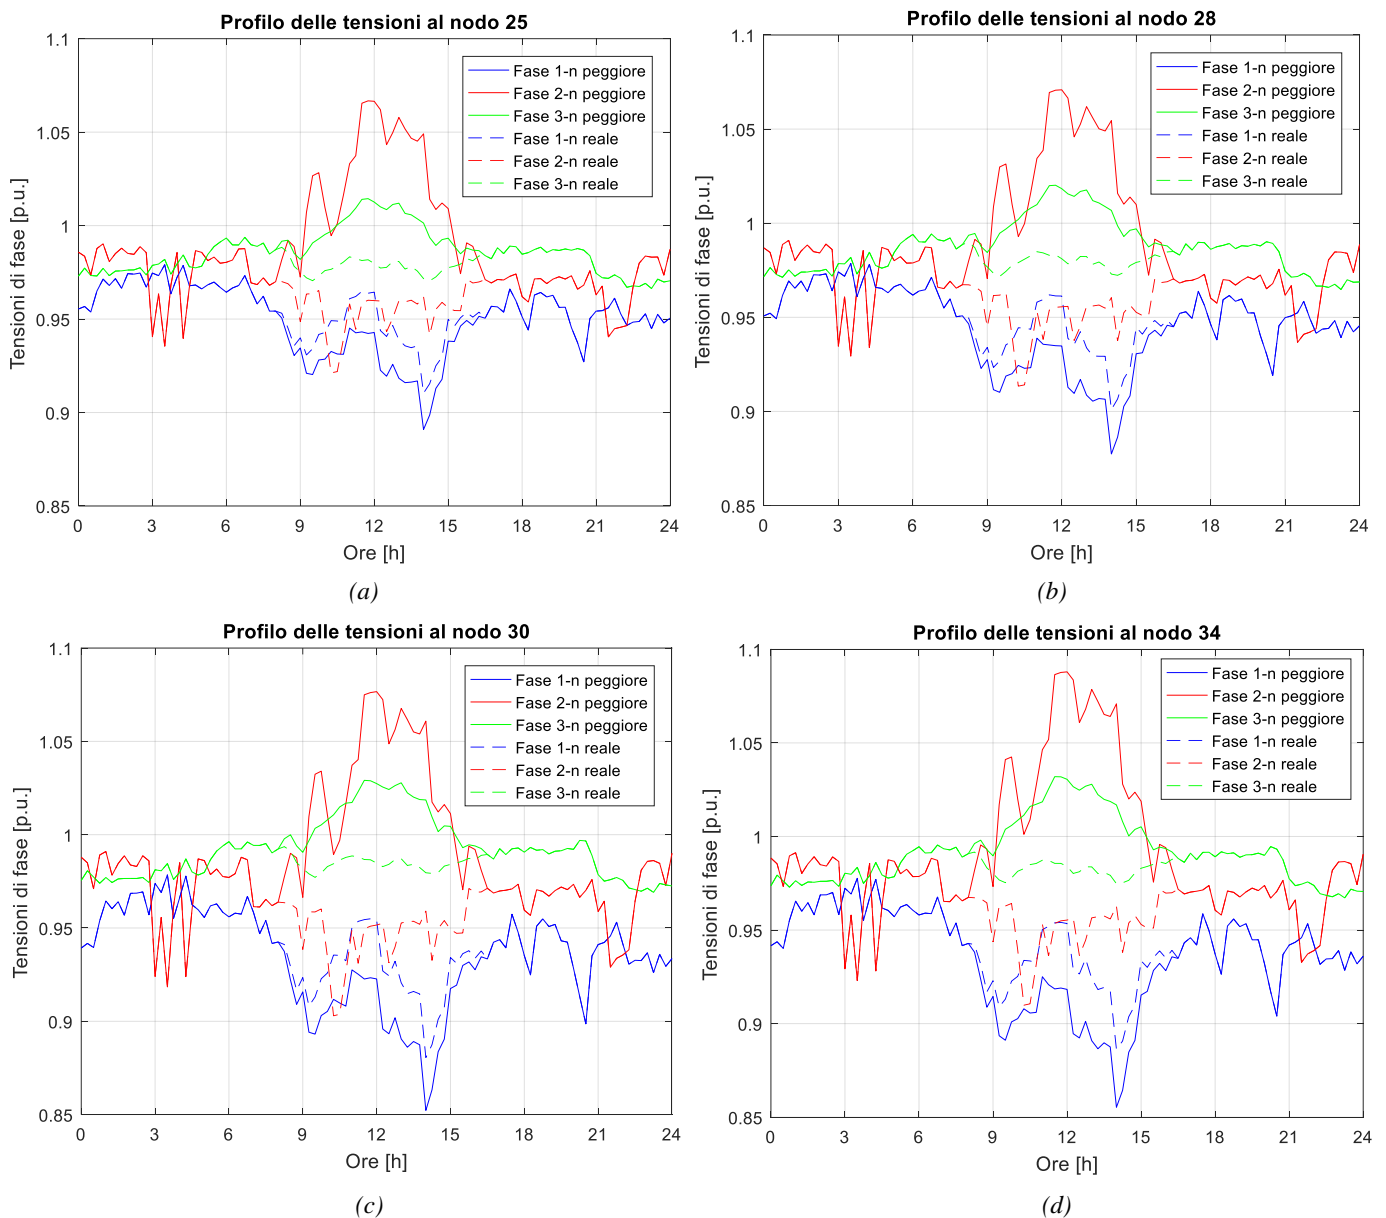 Profilo delle tensioni al nodo 25
1.1
1.05
1
0.95
0.9
0.85
Tensioni di fase [p.u.]
Fase 1-n peggiore
Fase 2-n peggiore
Fase 3-n peggiore
Fase 1-n reale
Fase 2-n reale
Fase 3-n reale
0 3 6 9 12 15 18 21 24
Ore [h]
(a)
Profilo delle tensioni al nodo 28
1.1
1.05
1
0.95
0.9
0.85
Tensioni di fase [p.u.]
Fase 1-n peggiore
Fase 2-n peggiore
Fase 3-n peggiore
Fase 1-n reale
Fase 2-n reale
Fase 3-n reale
0 3 6 9 12 15 18 21 24
Ore [h]
(b)
Profilo delle tensioni al nodo 30
1.1
1.05
1
0.95
0.9
0.85
Tensioni di fase [p.u.]
Fase 1-n peggiore
Fase 2-n peggiore
Fase 3-n peggiore
Fase 1-n reale
Fase 2-n reale
Fase 3-n reale
0 3 6 9 12 15 18 21 24
Ore [h]
(c)
Profilo delle tensioni al nodo 34
1.1
1.05
1
0.95
0.9
0.85
Tensioni di fase [p.u.]
Fase 1-n peggiore
Fase 2-n peggiore
Fase 3-n peggiore
Fase 1-n reale
Fase 2-n reale
Fase 3-n reale
0 3 6 9 12 15 18 21 24
Ore [h]
(d)